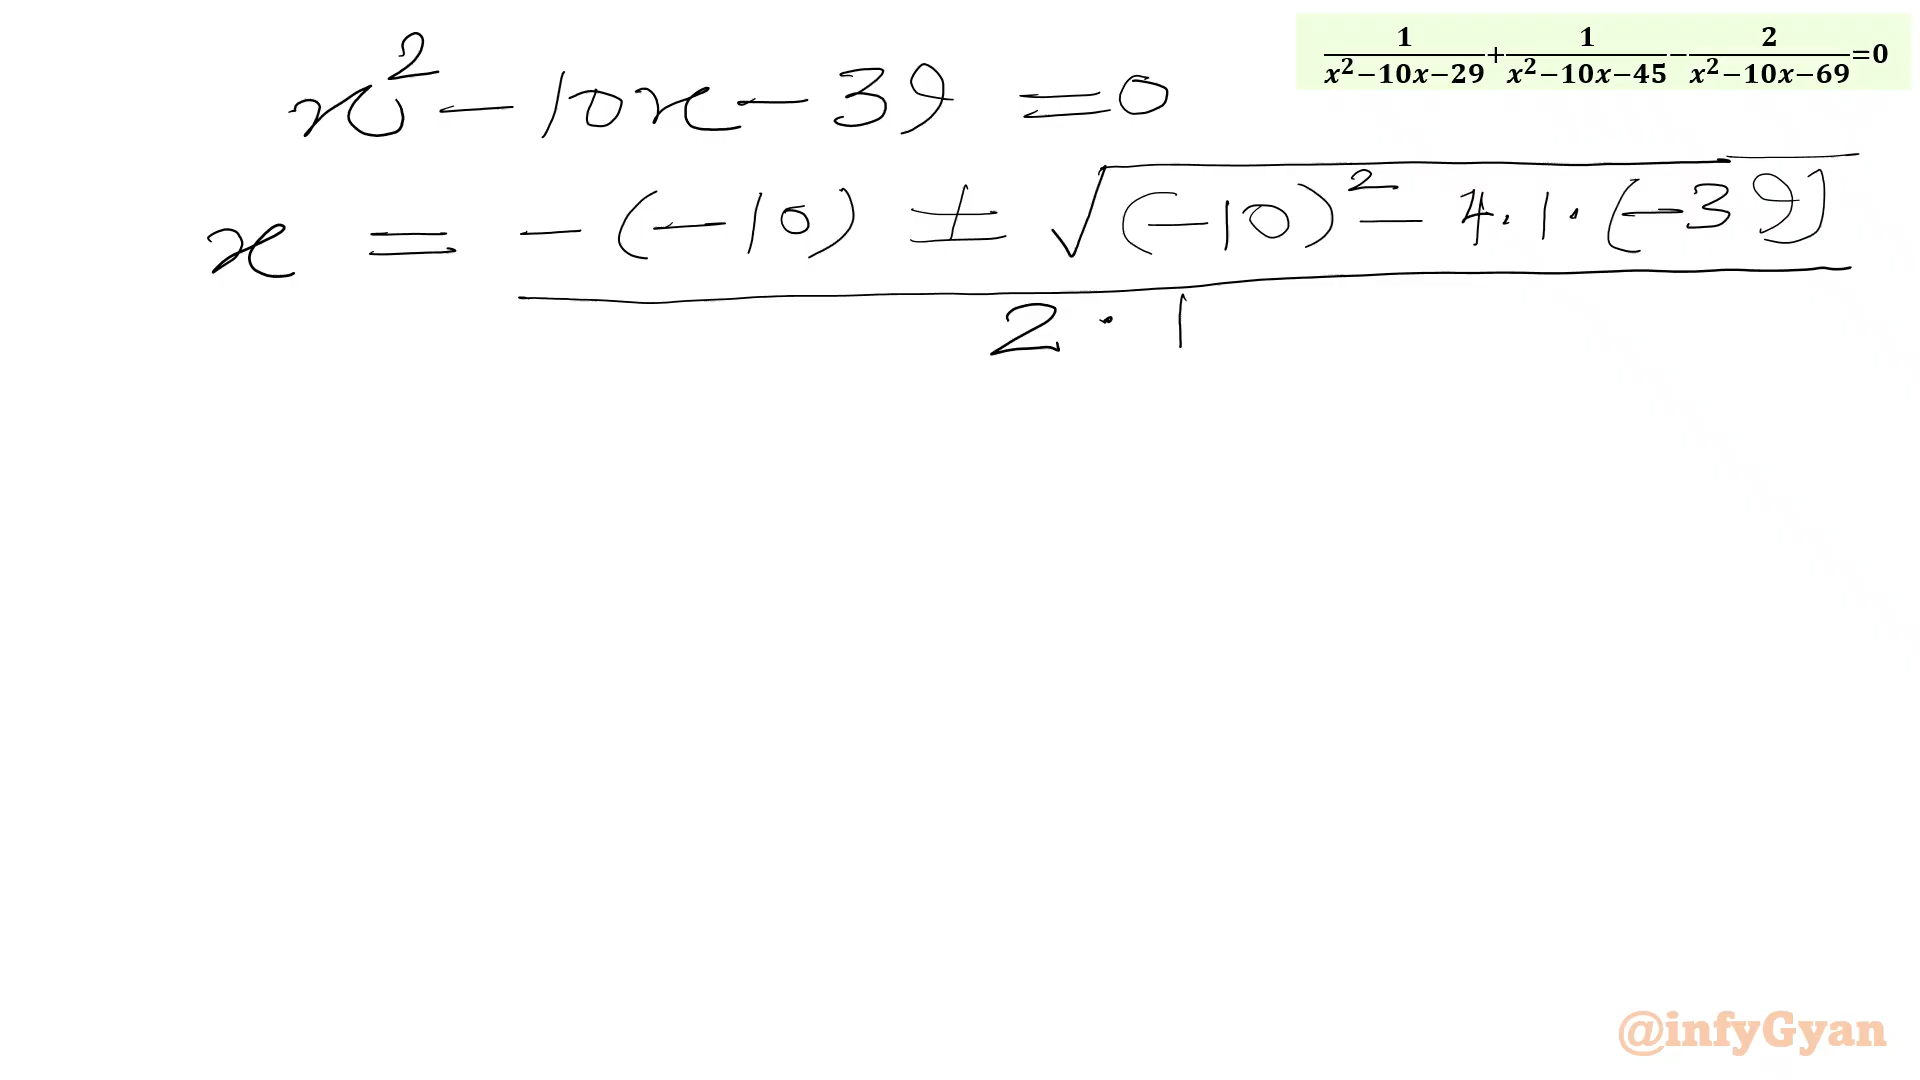 x² − 10x − 39 = 0
1/(x²−10x−29) + 1/(x²−10x−45) − 2/(x²−10x−69) = 0
x = (−(−10) ± √((−10)² − 4·1·(−39)))/(2·1)
@infyGyan